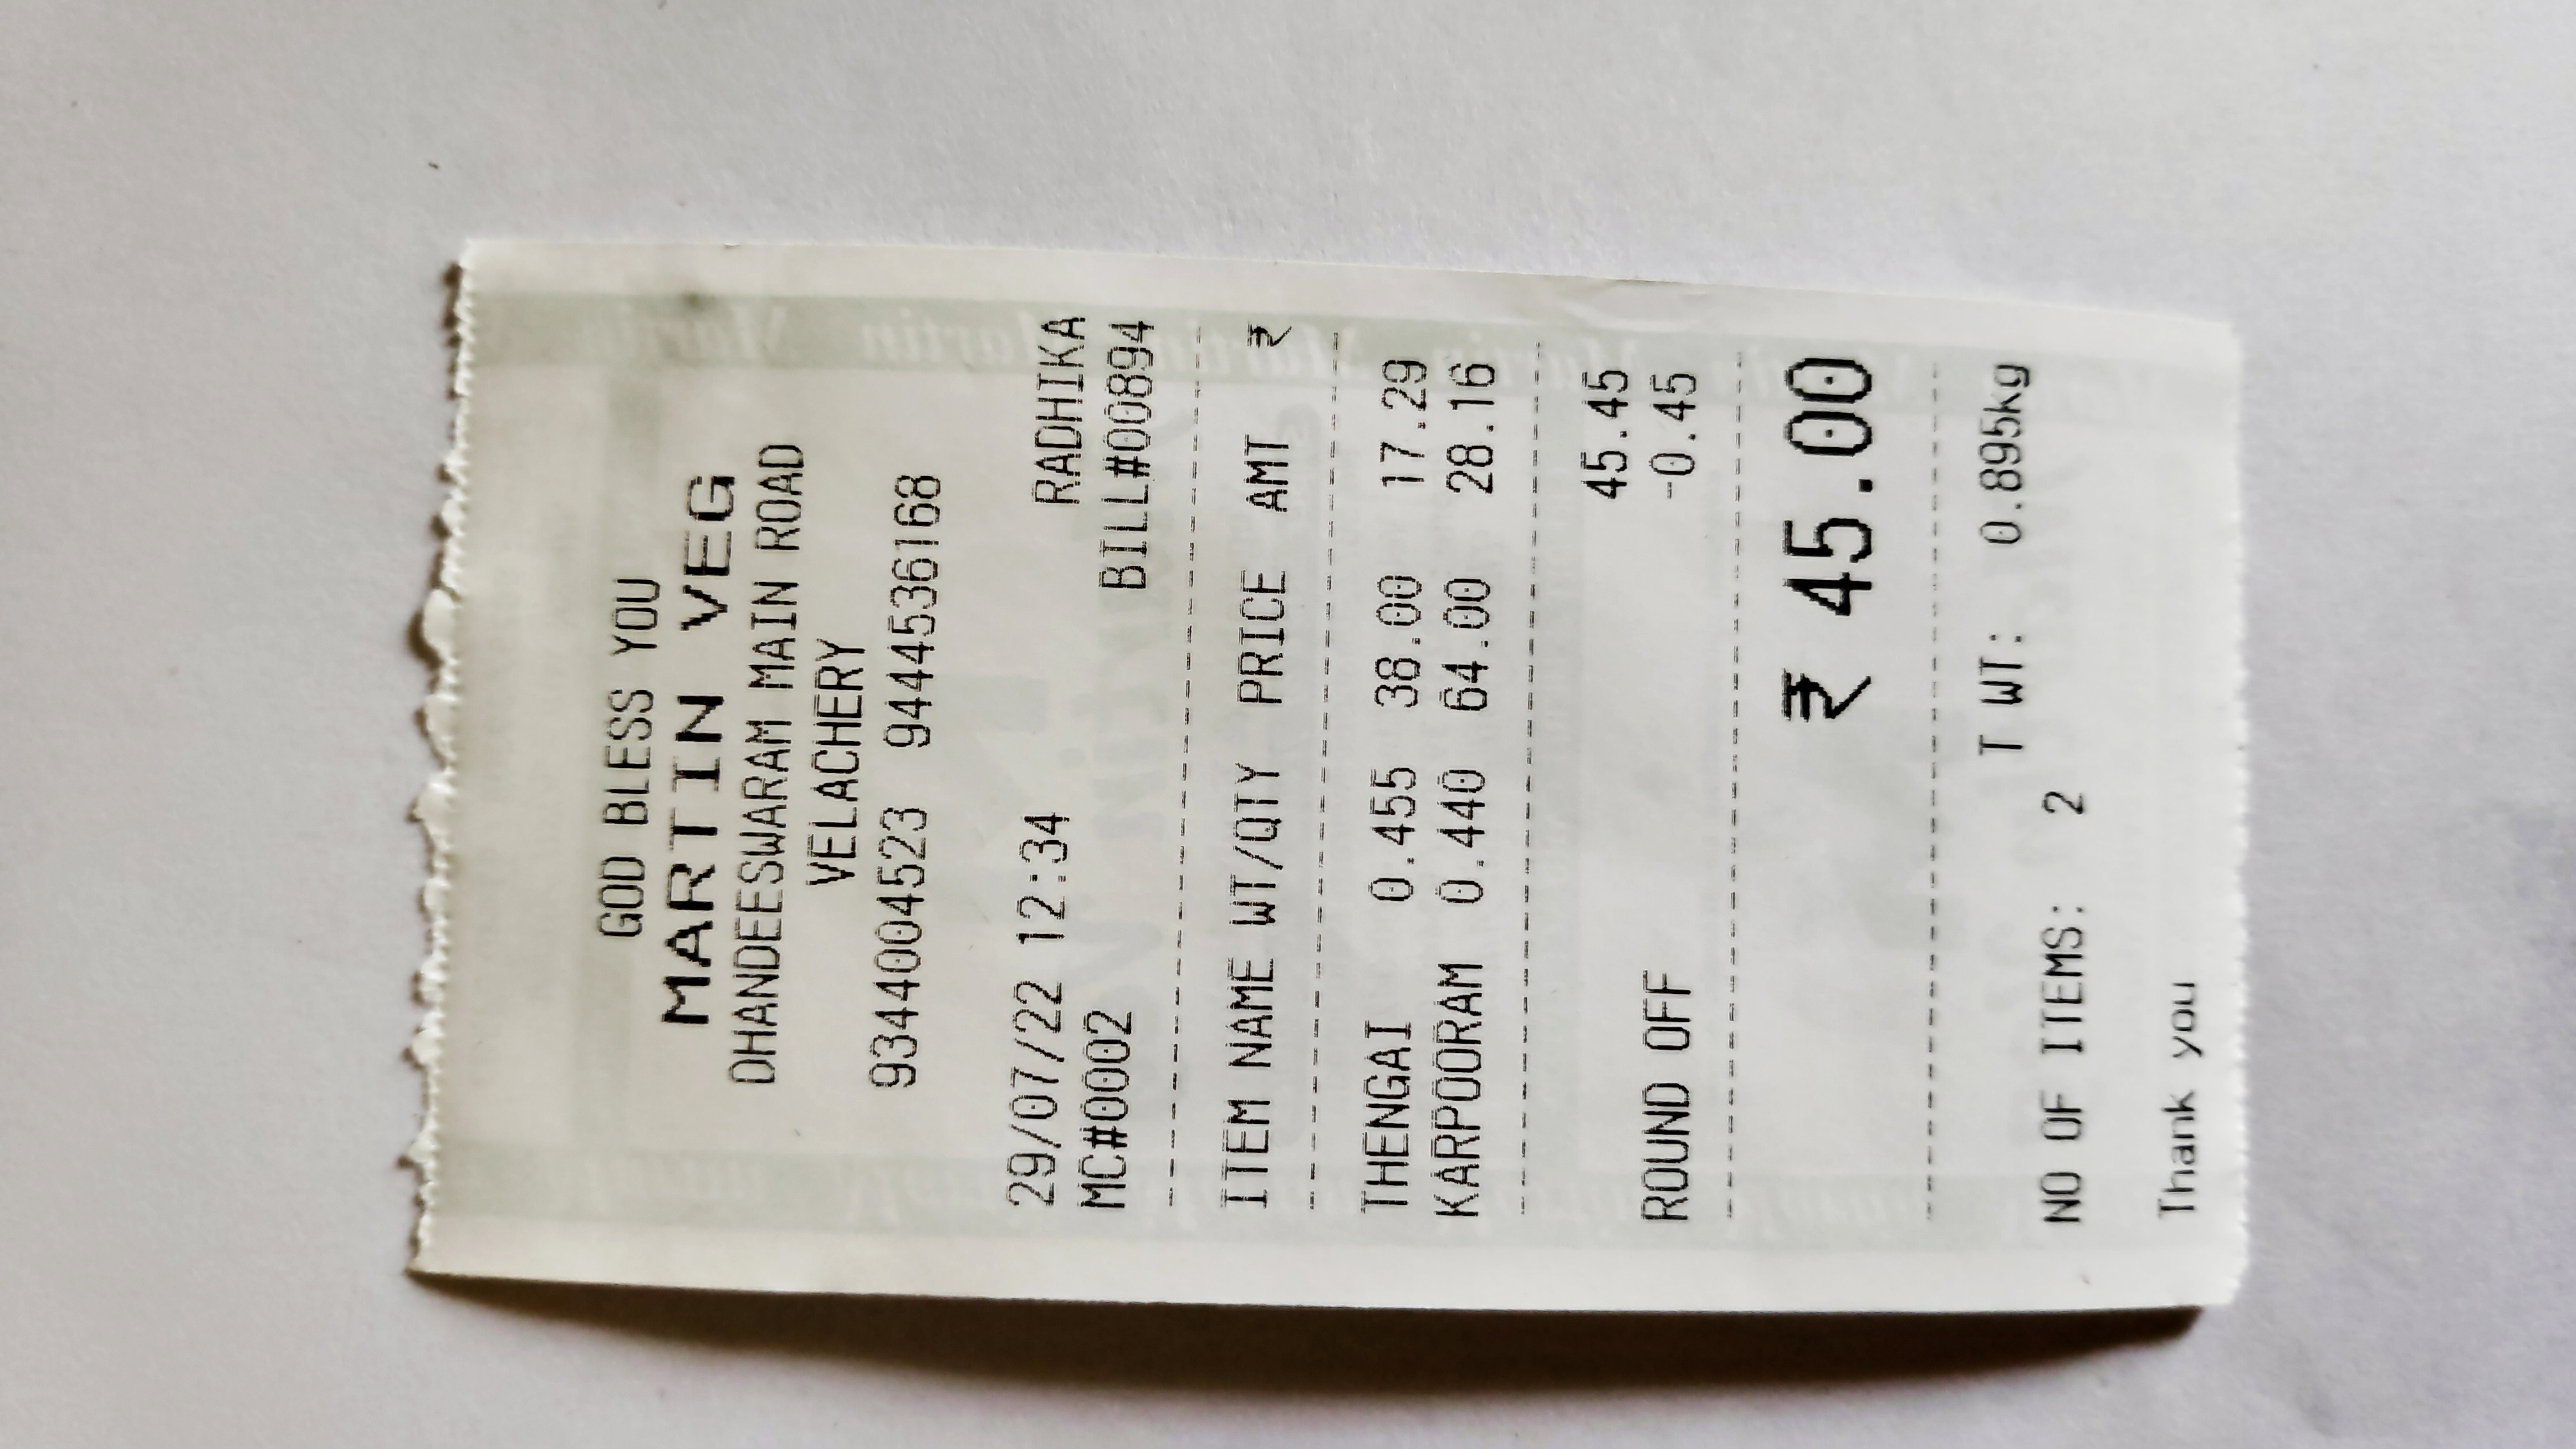 GOD BLESS YOU
MARTIN VEG
DHANDEESWARAM MAIN ROAD
VELACHERY
9344004523 9444536168
29/07/22 12:34 RADHIKA
MC#0002 BILL#00894
ITEM NAME WT/QTY PRICE AMT ₹
THENGAI 0.455 38.00 17.29
KARPOORAM 0.440 64.00 28.16
45.45
ROUND OFF -0.45
₹ 45.00
T WT: 0.895kg
NO OF ITEMS: 2
Thank you